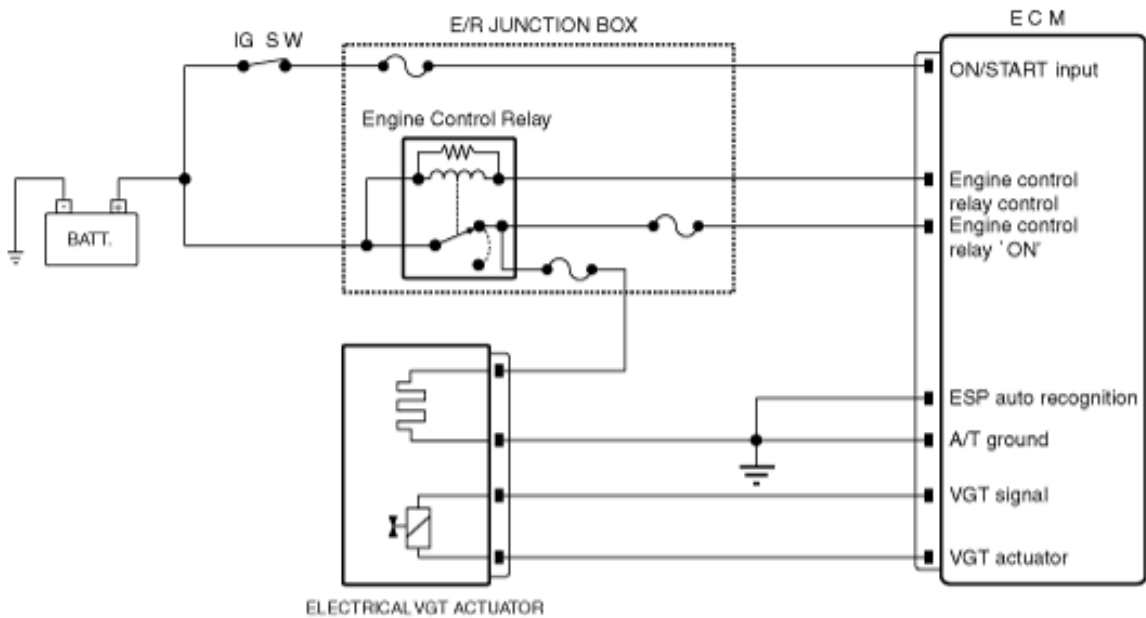 E C M
E/R JUNCTION BOX
IG S W
ON/START input
Engine Control Relay
Engine control
relay control
Engine control
relay ' ON'
- +
BATT.
ESP auto recognition
A/T ground
VGT signal
VGT actuator
ELECTRICAL VGT ACTUATOR